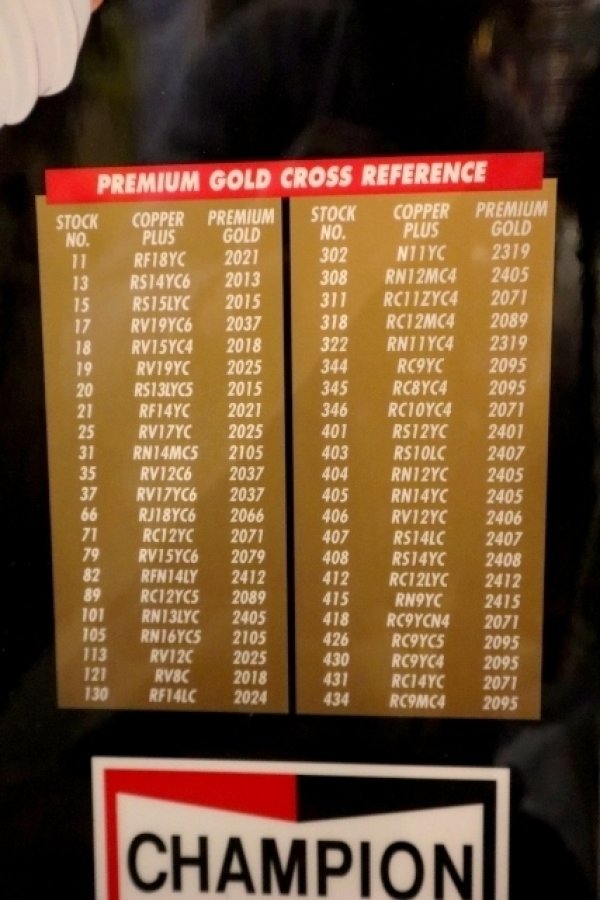 PREMIUM GOLD CROSS REFERENCE
STOCK NO. COPPER PLUS PREMIUM GOLD
11 RF18YC 2021
13 RS14YC6 2013
15 RS15LYC 2015
17 RV19YC6 2037
18 RV15YC4 2018
19 RV19YC 2025
20 RS13LYC5 2015
21 RF14YC 2021
25 RV17YC 2025
31 RN14MC5 2105
35 RV12C6 2037
37 RV17YC6 2037
66 RJ18YC6 2066
71 RC12YC 2071
79 RV15YC6 2079
82 RFN14LY 2412
89 RC12YC5 2089
101 RN13LYC 2405
105 RN16YC5 2105
113 RV12C 2025
121 RV8C 2018
130 RF14LC 2024
STOCK NO. COPPER PLUS PREMIUM GOLD
302 N11YC 2319
308 RN12MC4 2405
311 RC11ZYC4 2071
318 RC12MC4 2089
322 RN11YC4 2319
344 RC9YC 2095
345 RC8YC4 2095
346 RC10YC4 2071
401 RS12YC 2401
403 RS10LC 2407
404 RN12YC 2405
405 RN14YC 2405
406 RV12YC 2406
407 RS14LC 2407
408 RS14YC 2408
412 RC12LYC 2412
415 RN9YC 2415
418 RC9YCN4 2071
426 RC9YC5 2095
430 RC9YC4 2095
431 RC14YC 2071
434 RC9MC4 2095
CHAMPION